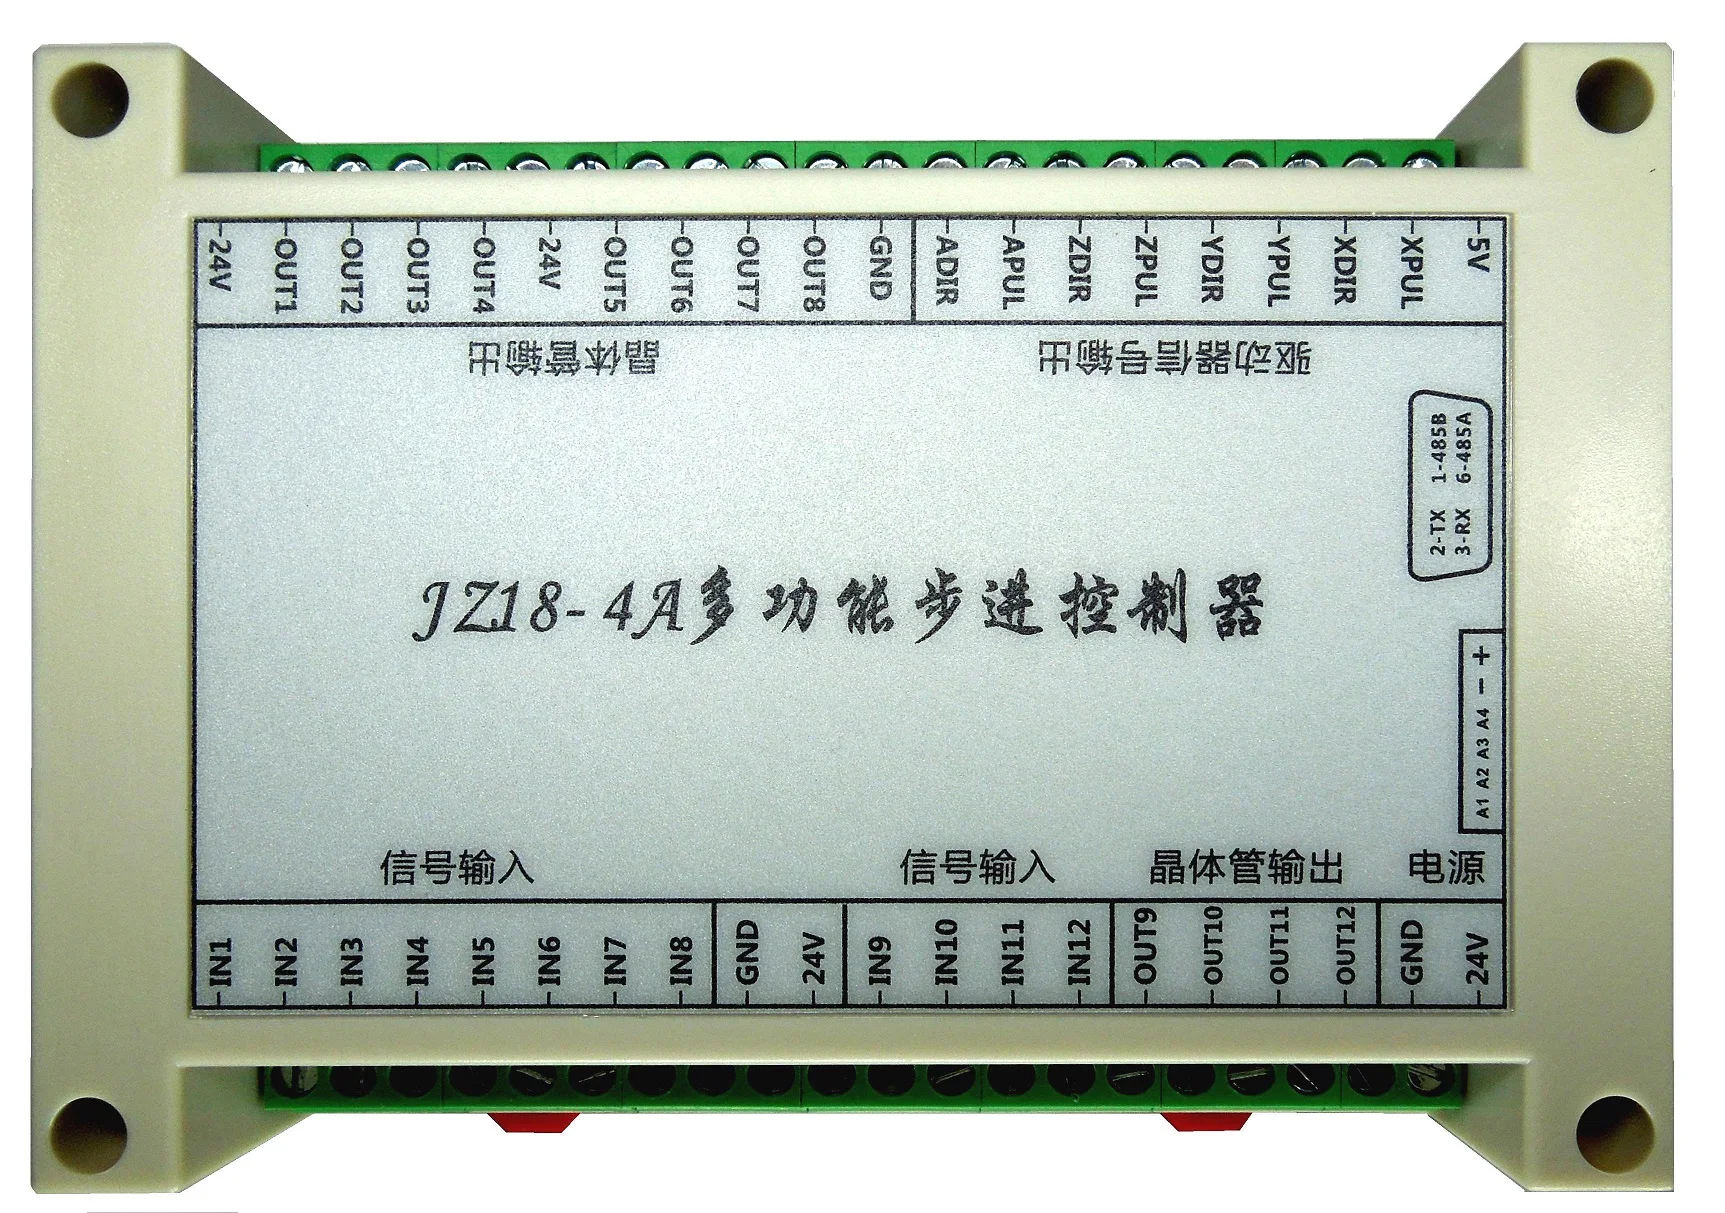 24V OUT1 OUT2 OUT3 OUT4 24V OUT5 OUT6 OUT7 OUT8 GND ADIR APUL ZDIR ZPUL YDIR YPUL XDIR XPUL 5V
晶体管输出
驱动器信号输出
1-485B
6-485A
2-TX
3-RX
JZ18-4A多功能步进控制器
+
−
A1 A2 A3 A4
信号输入
信号输入
晶体管输出
电源
IN1 IN2 IN3 IN4 IN5 IN6 IN7 IN8 GND 24V IN9 IN10 IN11 IN12 OUT9 OUT10 OUT11 OUT12 GND 24V